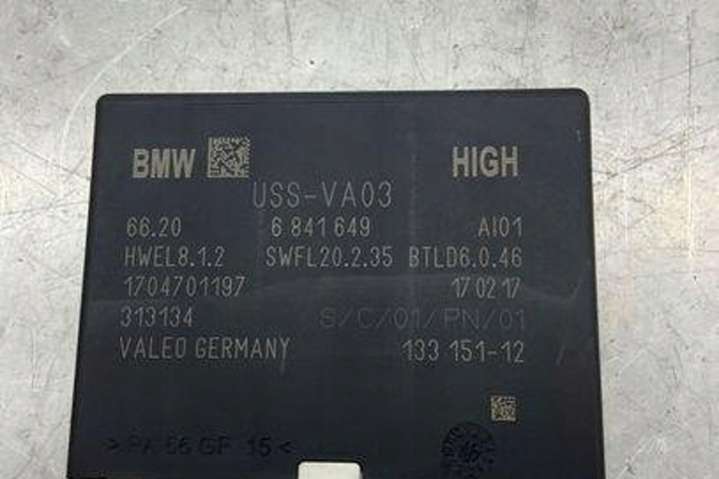 BMW HIGH
USS-VA03
66.20 6 841 649 AI01
HWEL8.1.2 SWFL20.2.35 BTLD6.0.46
1704701197 17 02 17
313134 S/C/01/PN/01
VALEO GERMANY 133 151-12
>PA 66 GF 15<